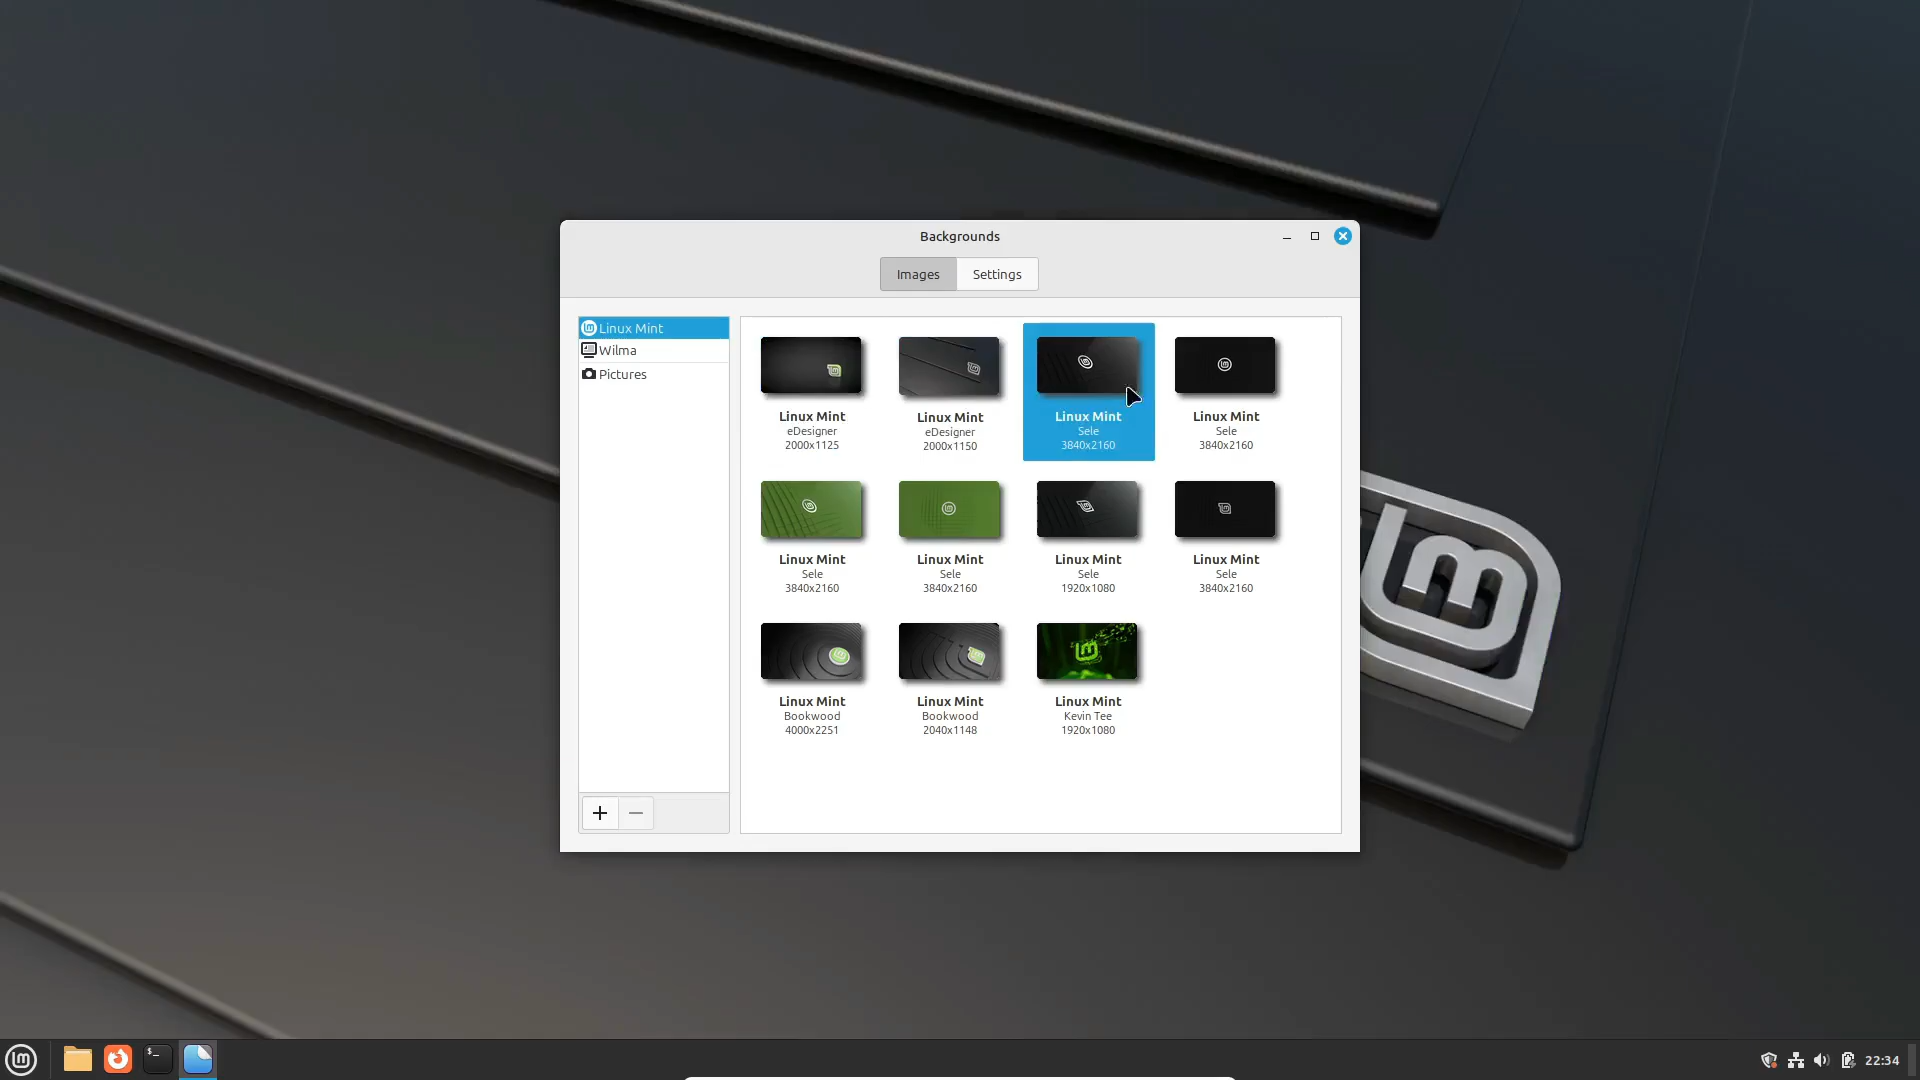 Backgrounds
Images
Settings
Linux Mint
Wilma
Pictures
Linux Mint
eDesigner
2000x1125
Linux Mint
eDesigner
2000x1150
Linux Mint
Sele
3840x2160
Linux Mint
Sele
3840x2160
Linux Mint
Sele
3840x2160
Linux Mint
Sele
3840x2160
Linux Mint
Sele
1920x1080
Linux Mint
Sele
3840x2160
Linux Mint
Bookwood
4000x2251
Linux Mint
Bookwood
2040x1148
Linux Mint
Kevin Tee
1920x1080
22:34